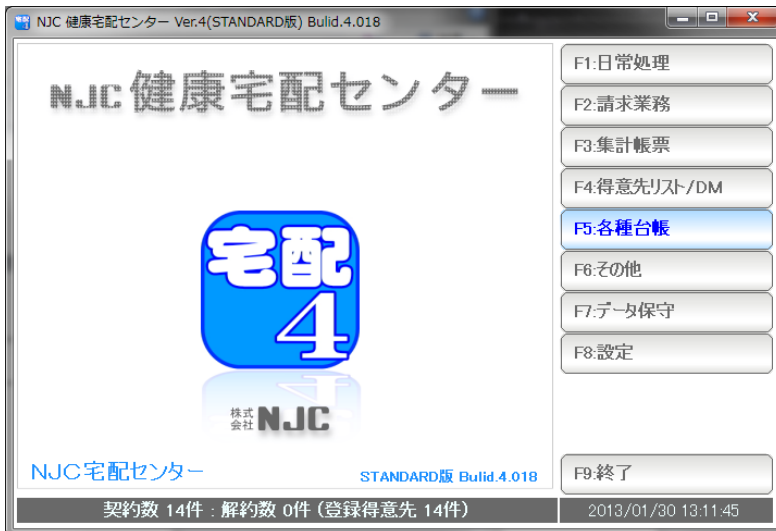 NJC 健康宅配センター Ver.4(STANDARD版) Bulid.4.018
NJC健康宅配センター
宅配
4
株式会社NJC
NJC宅配センター
STANDARD版 Bulid.4.018
F1:日常処理
F2:請求業務
F3:集計帳票
F4:得意先リスト/DM
F5:各種台帳
F6:その他
F7:データ保守
F8:設定
F9:終了
契約数 14件 : 解約数 0件 (登録得意先 14件)
2013/01/30 13:11:45